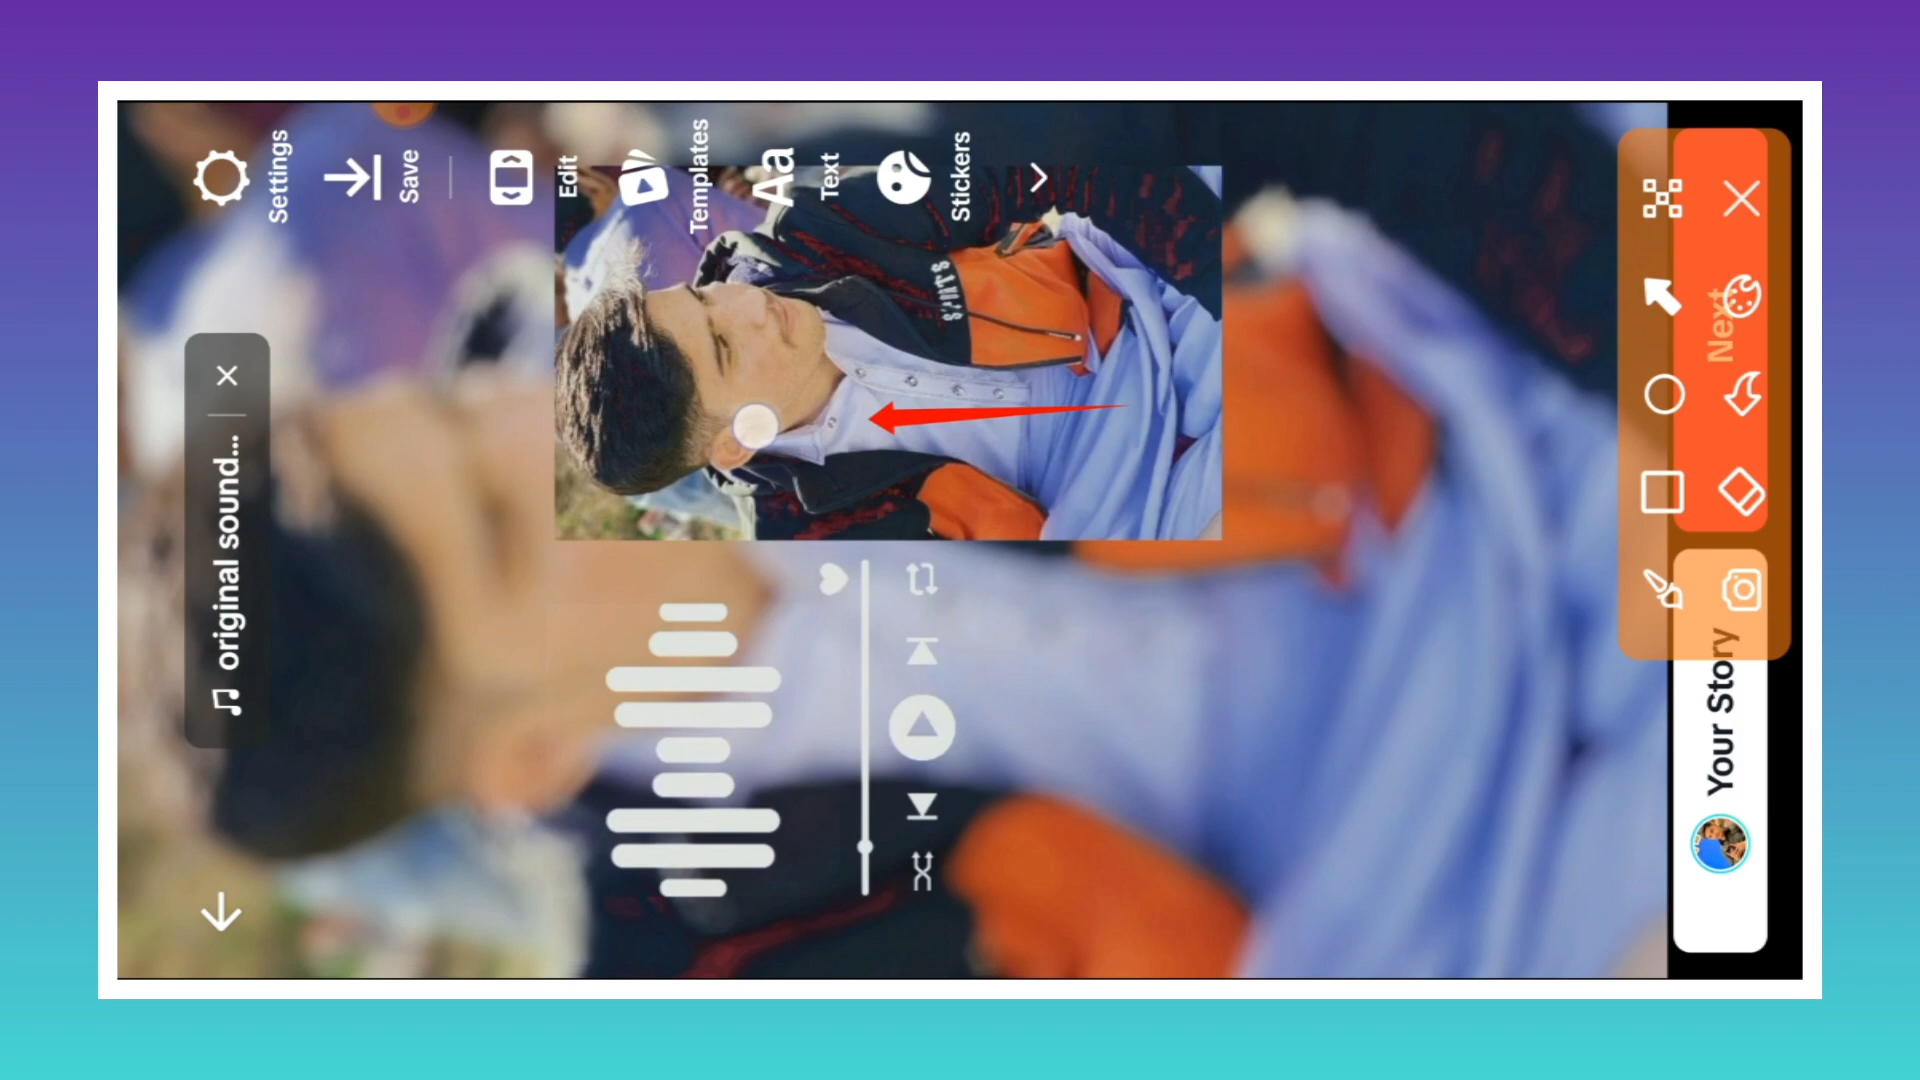 original sound...
Settings
Save
Edit
Templates
Aa
Text
Stickers
Your Story
Next